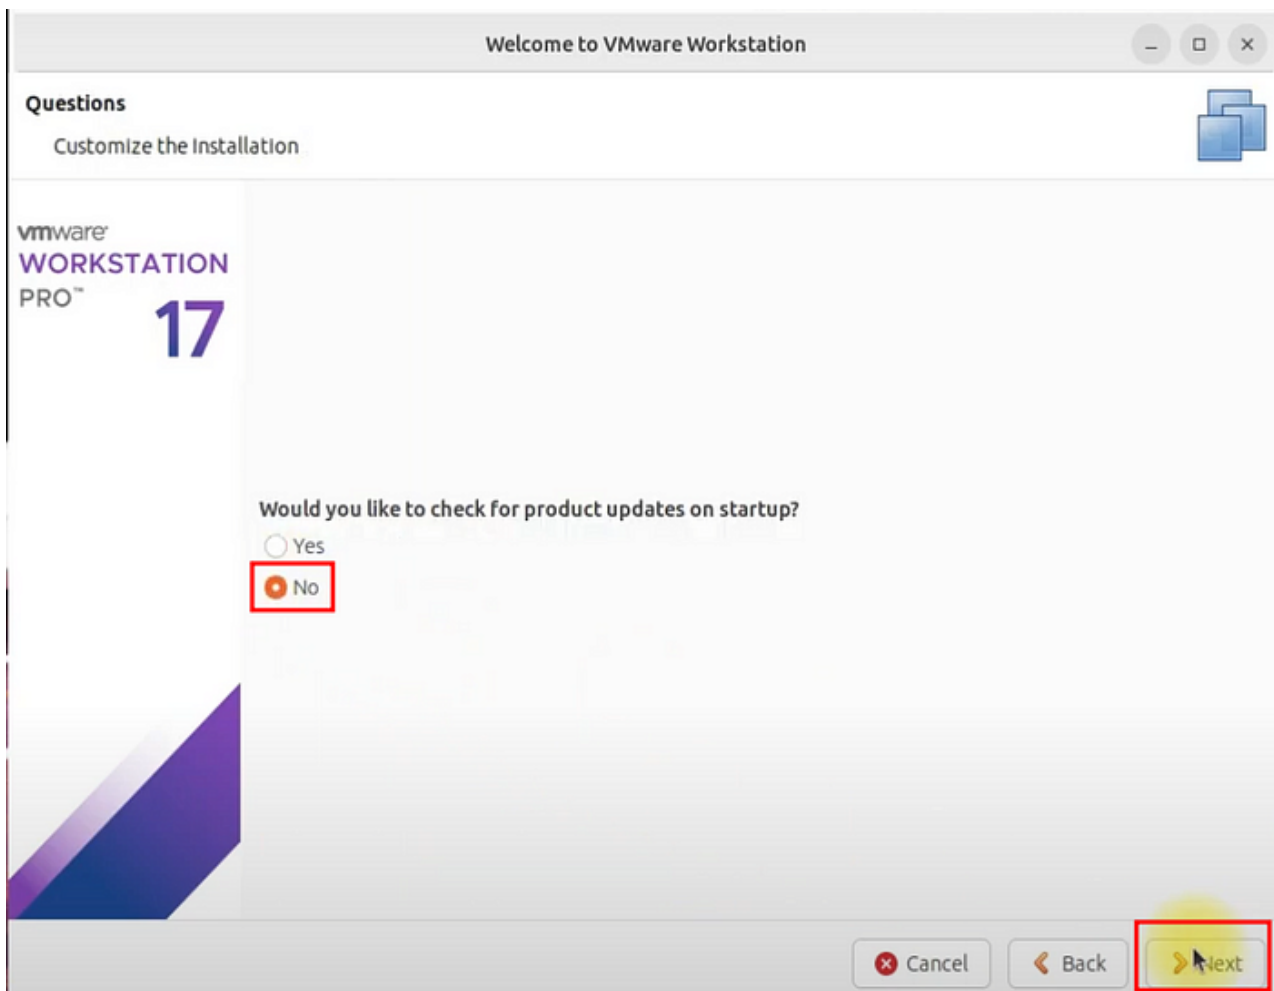 Welcome to VMware Workstation
Questions
Customize the Installation
vmware
WORKSTATION
PRO™
17
Would you like to check for product updates on startup?
Yes
No
Cancel
Back
Next